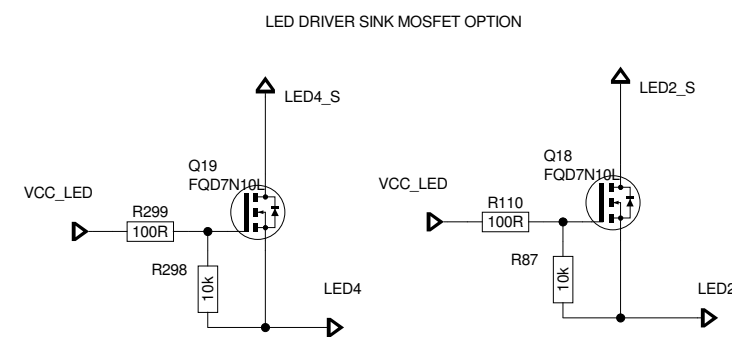 LED DRIVER SINK MOSFET OPTION
LED4_S
Q19
FQD7N10L
VCC_LED
R299
100R
R298
10k
LED4
LED2_S
Q18
FQD7N10L
VCC_LED
R110
100R
R87
10k
LED2